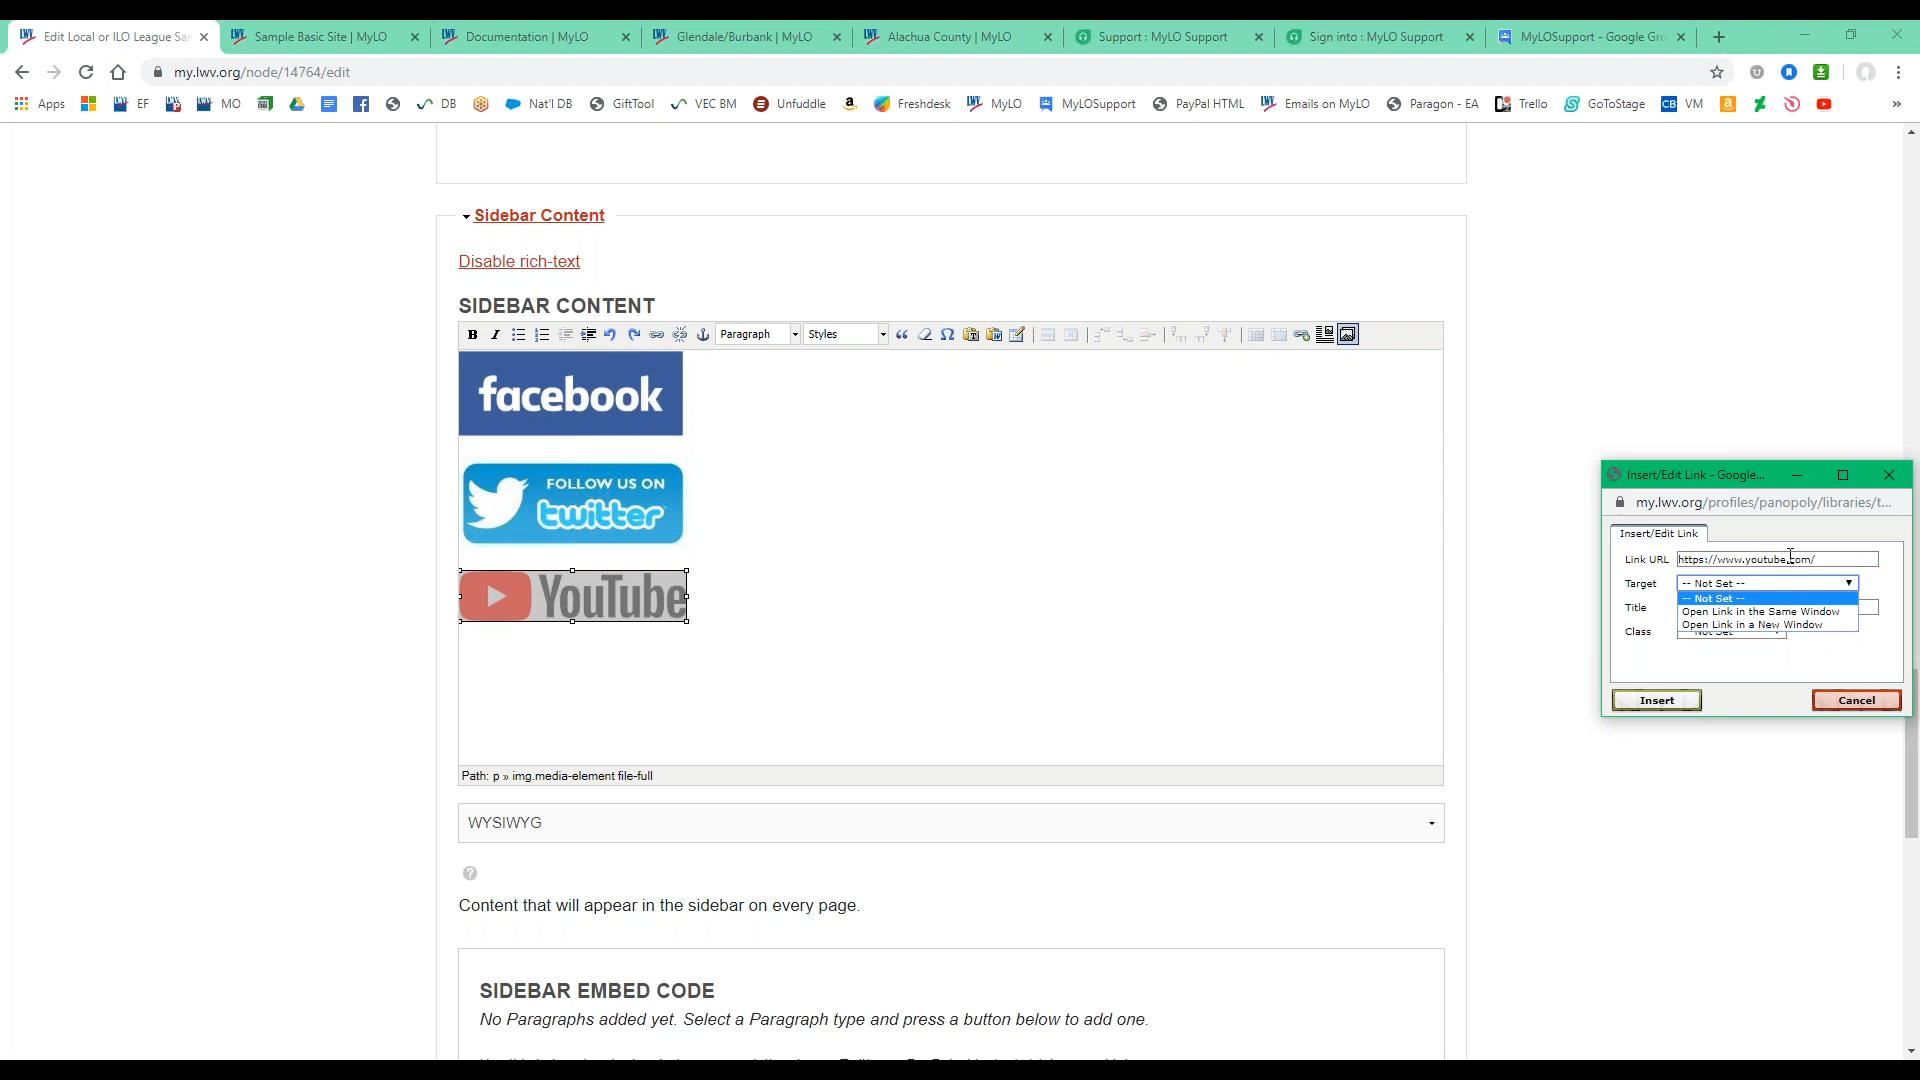 Edit Local or ILO League Sa
Sample Basic Site | MyLO
Documentation | MyLO
Glendale/Burbank | MyLO
Alachua County | MyLO
Support : MyLO Support
Sign into : MyLO Support
MyLOSupport - Google Gro
my.lwv.org/node/14764/edit
Apps
EF
MO
DB
Nat'l DB
GiftTool
VEC BM
Unfuddle
Freshdesk
MyLO
MyLOSupport
PayPal HTML
Emails on MyLO
Paragon - EA
Trello
GoToStage
CB VM
Sidebar Content
Disable rich-text
SIDEBAR CONTENT
Paragraph
Styles
facebook
FOLLOW US ON
twitter
YouTube
Path: p » img.media-element file-full
WYSIWYG
Content that will appear in the sidebar on every page.
SIDEBAR EMBED CODE
No Paragraphs added yet. Select a Paragraph type and press a button below to add one.
Insert/Edit Link - Google...
my.lwv.org/profiles/panopoly/libraries/t...
Insert/Edit Link
Link URL https://www.youtube.com/
Target -- Not Set --
-- Not Set --
Title
Open Link in the Same Window
Open Link in a New Window
Class
Insert
Cancel